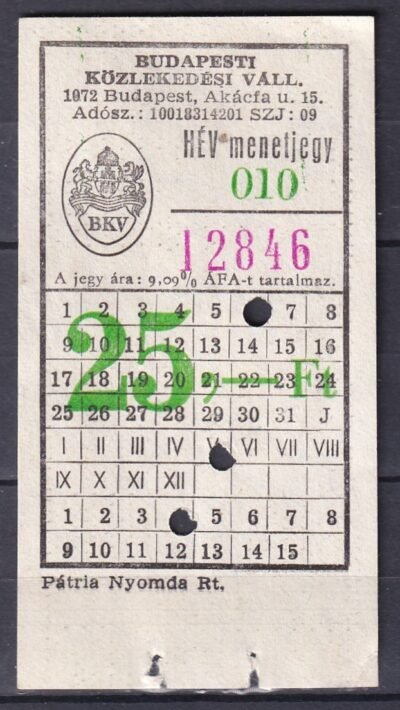 BUDAPESTI
KÖZLEKEDÉSI VÁLL.
1072 Budapest, Akácfa u. 15.
Adósz.: 10018314201 SZJ: 09
HÉV menetjegy
010
BKV
12846
A jegy ára: 9,09% ÁFA-t tartalmaz.
25,— Ft
1 2 3 4 5 7 8
9 10 11 12 13 14 15 16
17 18 19 20 21 22 23 24
25 26 27 28 29 30 31 J
I II III IV V VI VII VIII
IX X XI XII
1 2 3 5 6 7 8
9 10 11 12 13 14 15
Pátria Nyomda Rt.